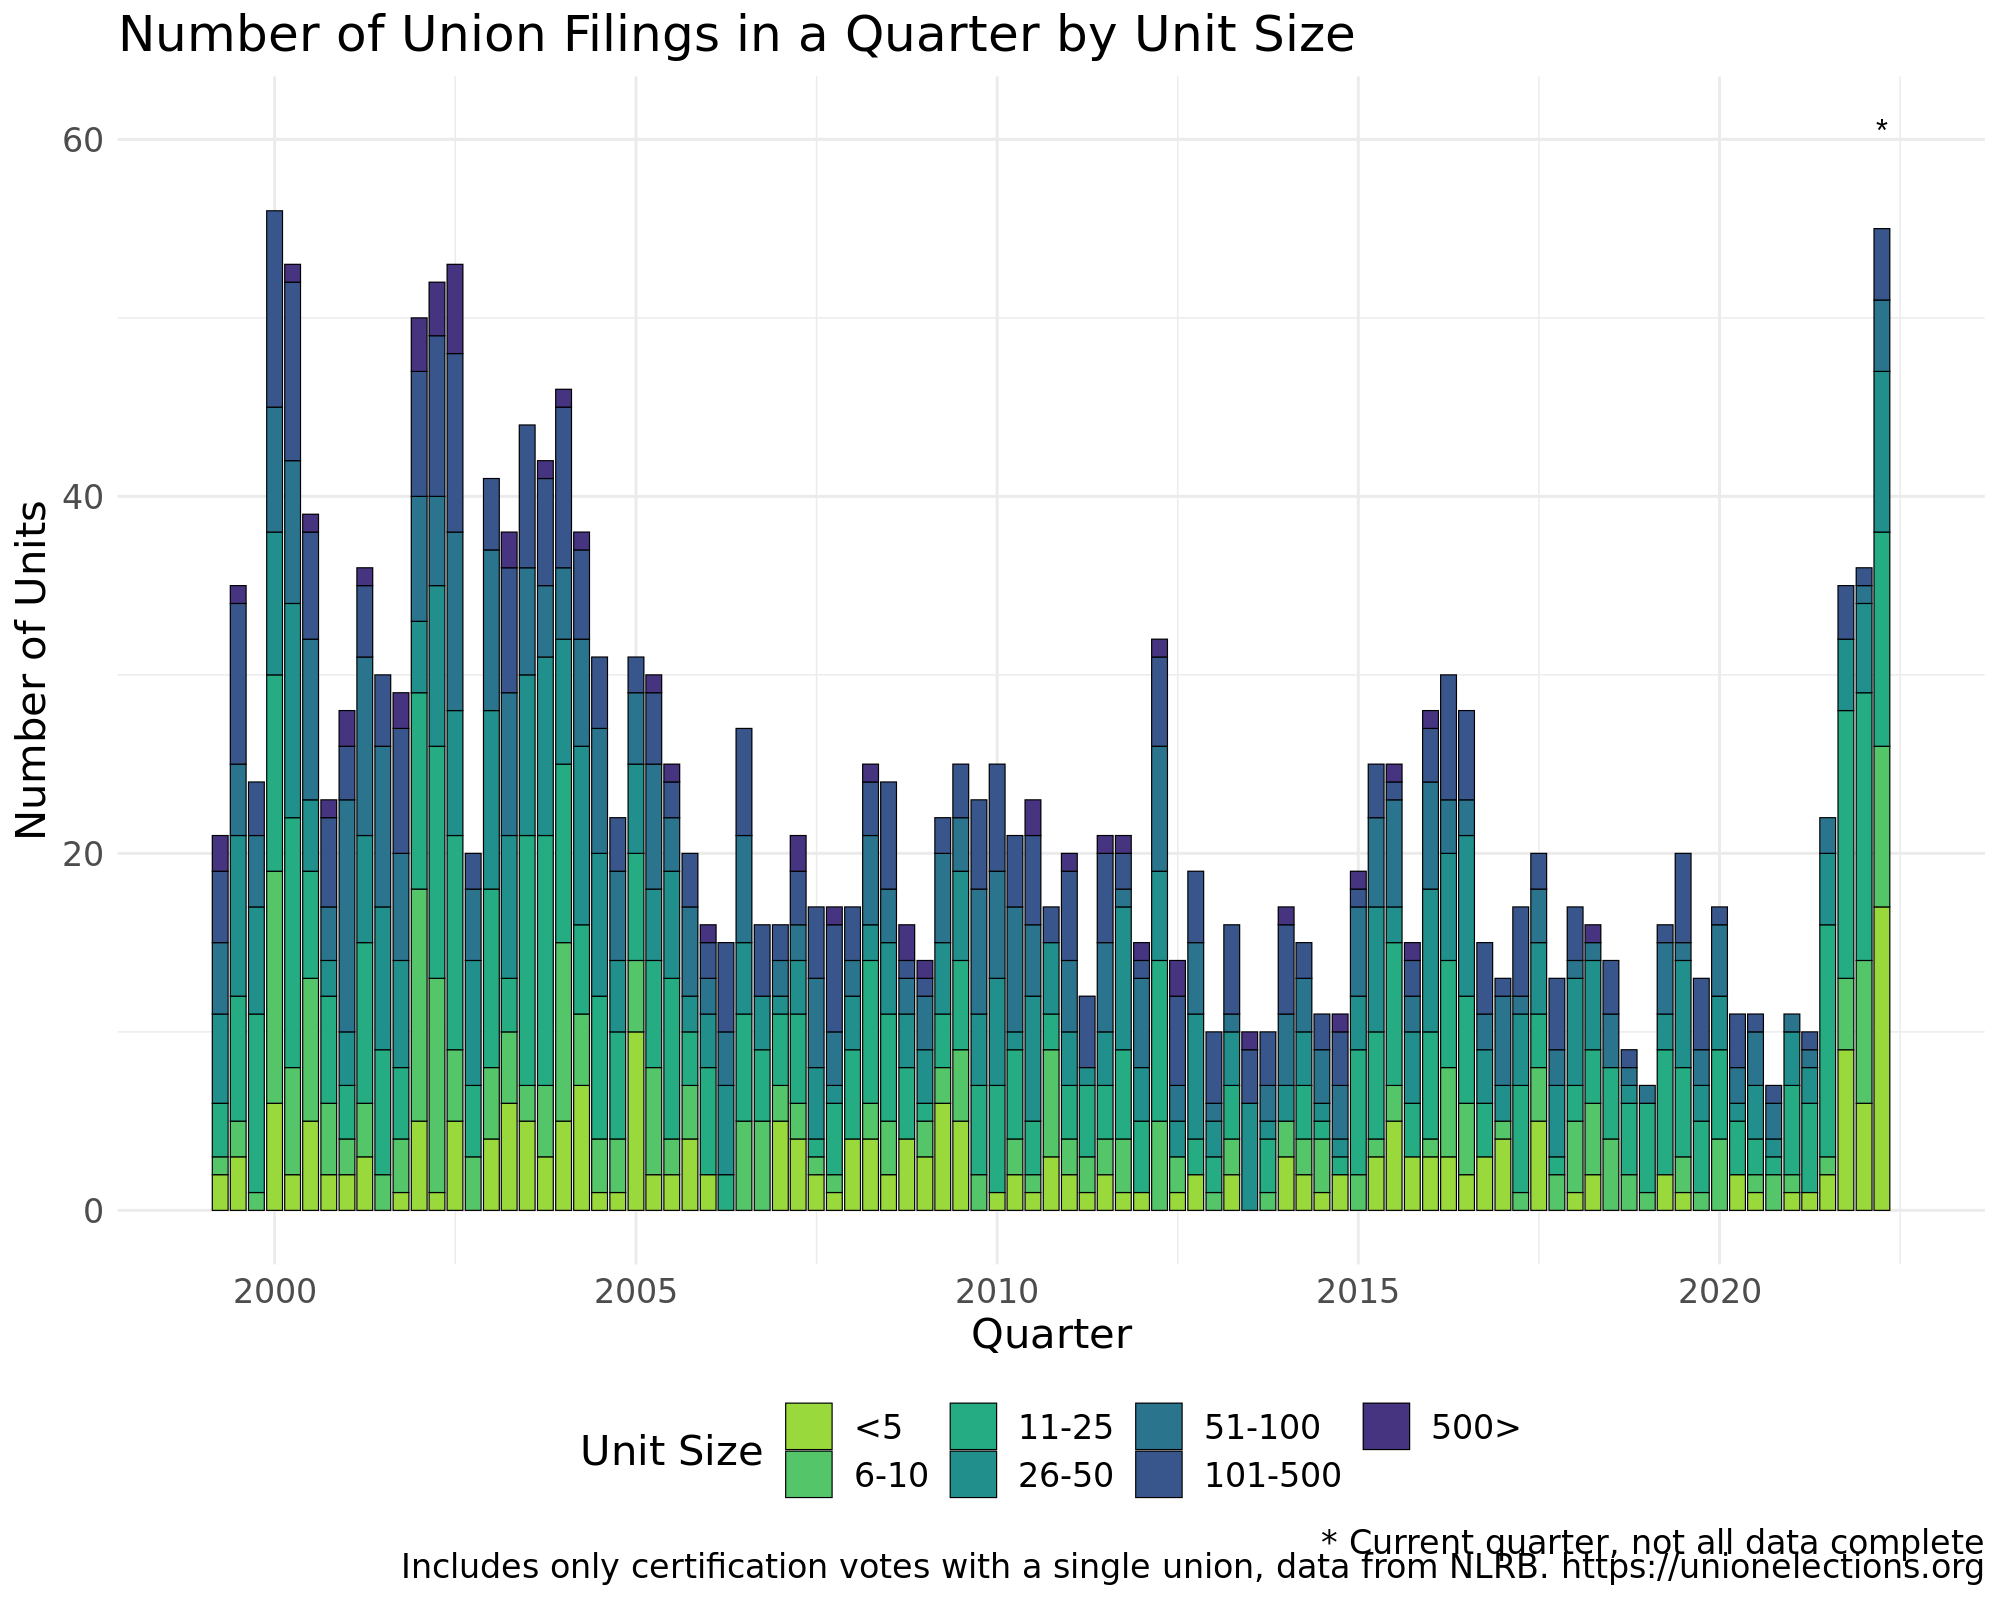 Number of Union Filings in a Quarter by Unit Size
*
60
40
20
0
Number of Units
2000 2005 2010 2015 2020
Quarter
Unit Size
<5 11-25 51-100 500>
6-10 26-50 101-500
* Current quarter, not all data complete
Includes only certification votes with a single union, data from NLRB. https://unionelections.org